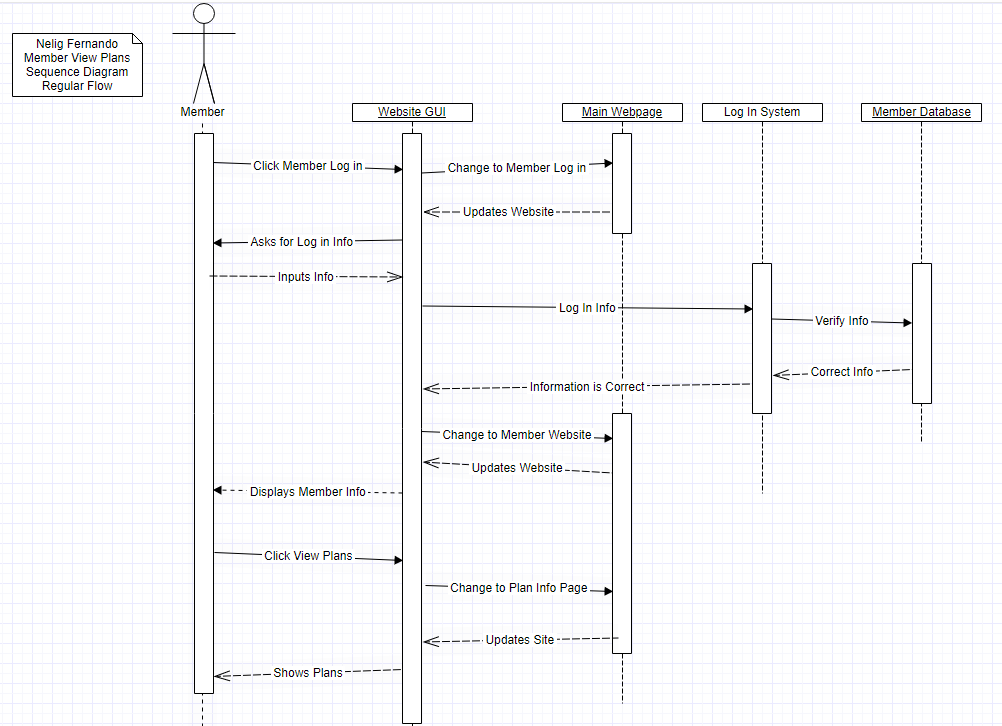 Nelig Fernando
Member View Plans
Sequence Diagram
Regular Flow
Member
Website GUI
Main Webpage
Log In System
Member Database
Click Member Log in
Change to Member Log in
Updates Website
Asks for Log in Info
Inputs Info
Log In Info
Verify Info
Correct Info
Information is Correct
Change to Member Website
Updates Website
Displays Member Info
Click View Plans
Change to Plan Info Page
Updates Site
Shows Plans